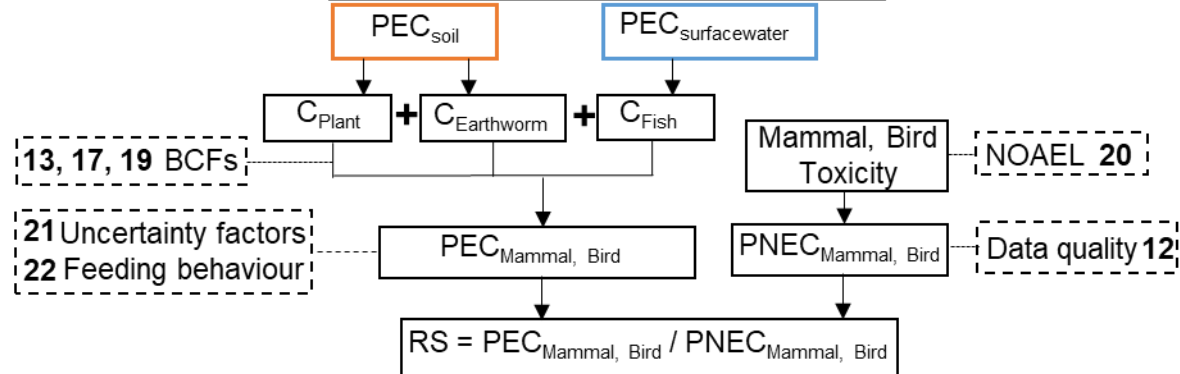 PECsoil
PECsurfacewater
CPlant + CEarthworm + CFish
13, 17, 19 BCFs
Mammal, Bird
Toxicity
NOAEL 20
21 Uncertainty factors
22 Feeding behaviour
PECMammal, Bird
PNECMammal, Bird
Data quality 12
RS = PECMammal, Bird / PNECMammal, Bird